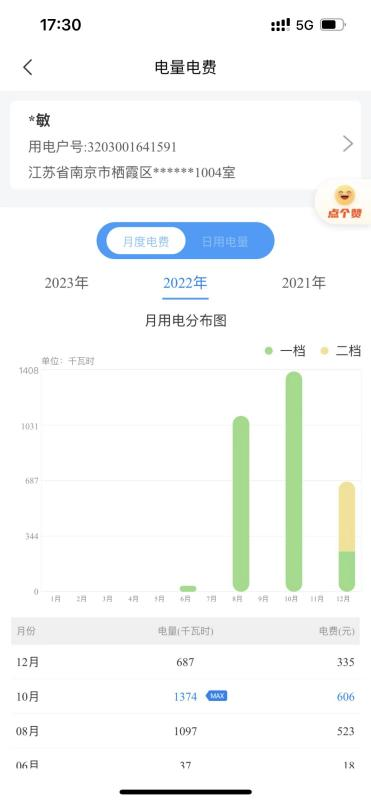 17:30
5G
电量电费
*敏
用电户号:3203001641591
江苏省南京市栖霞区******1004室
点个赞
月度电费 日用电量
2023年 2022年 2021年
月用电分布图
一档 二档
单位：千瓦时
1408
1031
687
344
0
1月 2月 3月 4月 5月 6月 7月 8月 9月 10月 11月 12月
月份 电量(千瓦时) 电费(元)
12月 687 335
10月 1374 MAX 606
08月 1097 523
06月 37 18